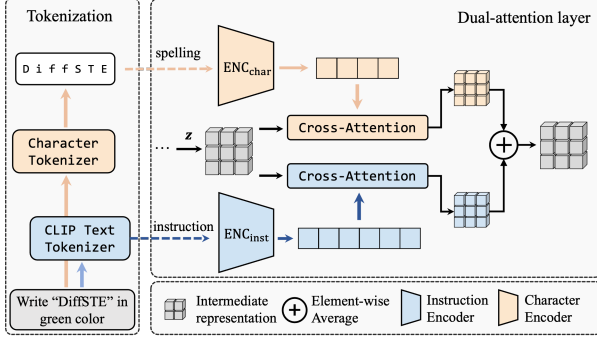 Tokenization
Dual-attention layer
D i f f S T E
spelling
ENCchar
Character
Tokenizer
Cross-Attention
...
z
Cross-Attention
CLIP Text
Tokenizer
instruction
ENCinst
Write “DiffSTE” in
green color
Intermediate
representation
Element-wise
Average
Instruction
Encoder
Character
Encoder